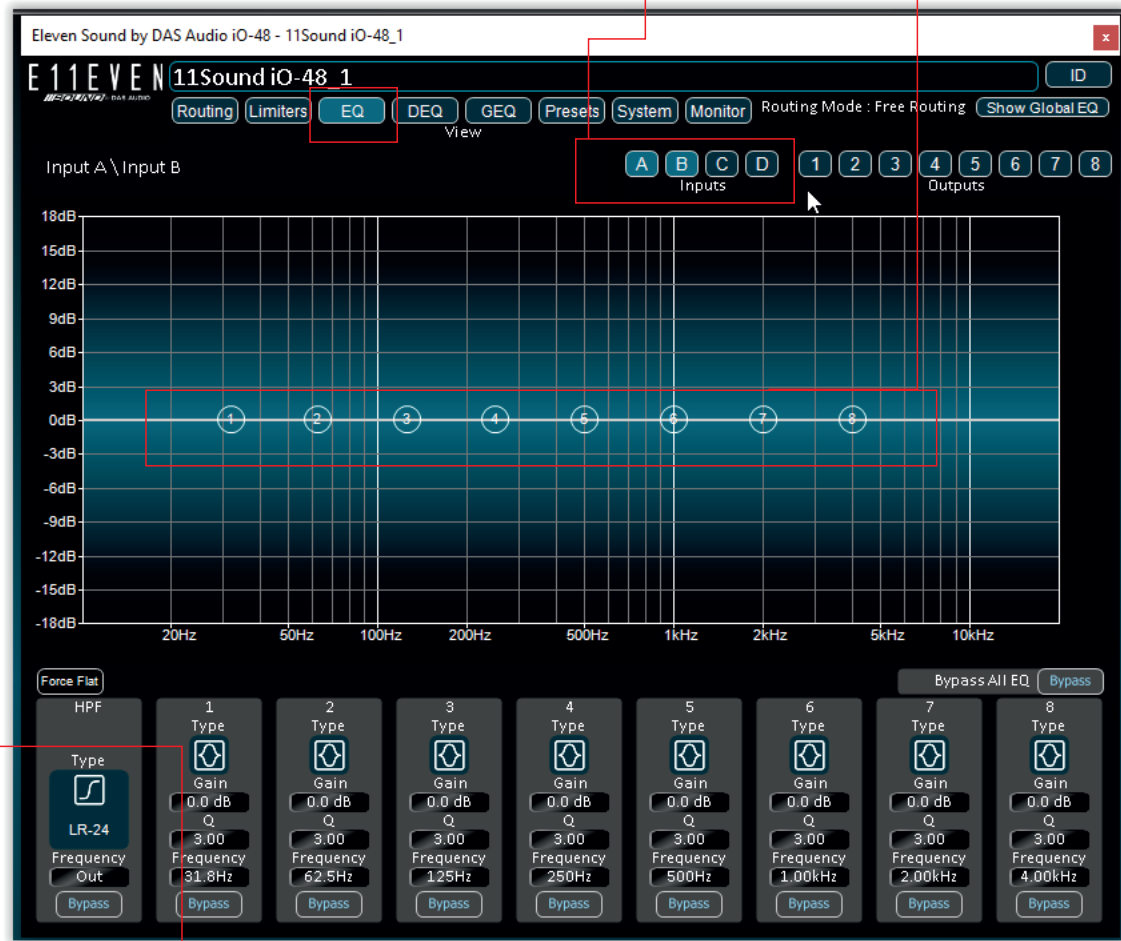 Eleven Sound by DAS Audio iO-48 - 11Sound iO-48_1 x
E11EVEN 11Sound iO-48_1 ID
//SOUND BY DAS AUDIO
Routing Limiters EQ DEQ GEQ Presets System Monitor Routing Mode : Free Routing Show Global EQ
View
Input A \ Input B A B C D 1 2 3 4 5 6 7 8
Inputs Outputs
18dB
15dB
12dB
9dB
6dB
3dB
0dB 1 2 3 4 5 6 7 8
-3dB
-6dB
-9dB
-12dB
-15dB
-18dB
20Hz 50Hz 100Hz 200Hz 500Hz 1kHz 2kHz 5kHz 10kHz
Force Flat Bypass All EQ Bypass
HPF 1 2 3 4 5 6 7 8
Type Type Type Type Type Type Type Type
Type
Gain Gain Gain Gain Gain Gain Gain Gain
0.0 dB 0.0 dB 0.0 dB 0.0 dB 0.0 dB 0.0 dB 0.0 dB 0.0 dB
LR-24 Q Q Q Q Q Q Q Q
3.00 3.00 3.00 3.00 3.00 3.00 3.00 3.00
Frequency Frequency Frequency Frequency Frequency Frequency Frequency Frequency Frequency
Out 31.8Hz 62.5Hz 125Hz 250Hz 500Hz 1.00kHz 2.00kHz 4.00kHz
Bypass Bypass Bypass Bypass Bypass Bypass Bypass Bypass Bypass